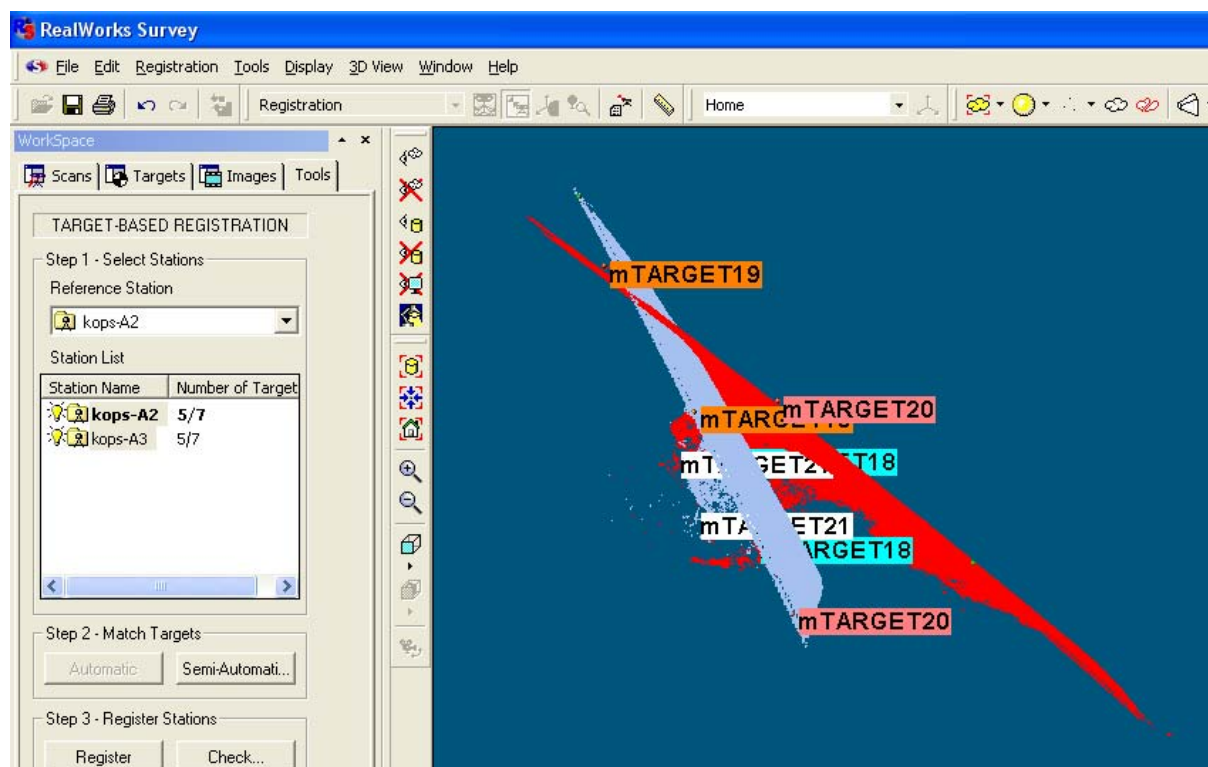 RealWorks Survey
File Edit Registration Tools Display 3D View Window Help
Registration
Home
WorkSpace
Scans Targets Images Tools
TARGET-BASED REGISTRATION
Step 1 - Select Stations
Reference Station
kops-A2
Station List
Station Name Number of Target
kops-A2 5/7
kops-A3 5/7
Step 2 - Match Targets
Automatic Semi-Automati...
Step 3 - Register Stations
Register Check...
mTARGET19
mTARGET20
T18
mTARGET21
ARGET18
mTARGET20